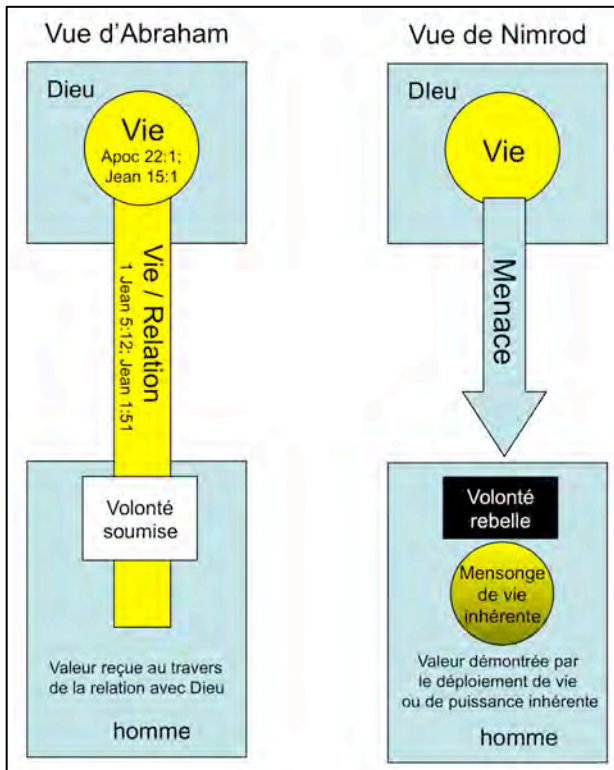 Vue d'Abraham
Dieu
Vie
Apoc 22:1;
Jean 15:1
Vie / Relation
1 Jean 5:12; Jean 1:51
Volonté
soumise
Valeur reçue au travers
de la relation avec Dieu
homme
Vue de Nimrod
DIeu
Vie
Menace
Volonté
rebelle
Mensonge
de vie
inhérente
Valeur démontrée par
le déploiement de vie
ou de puissance inhérente
homme